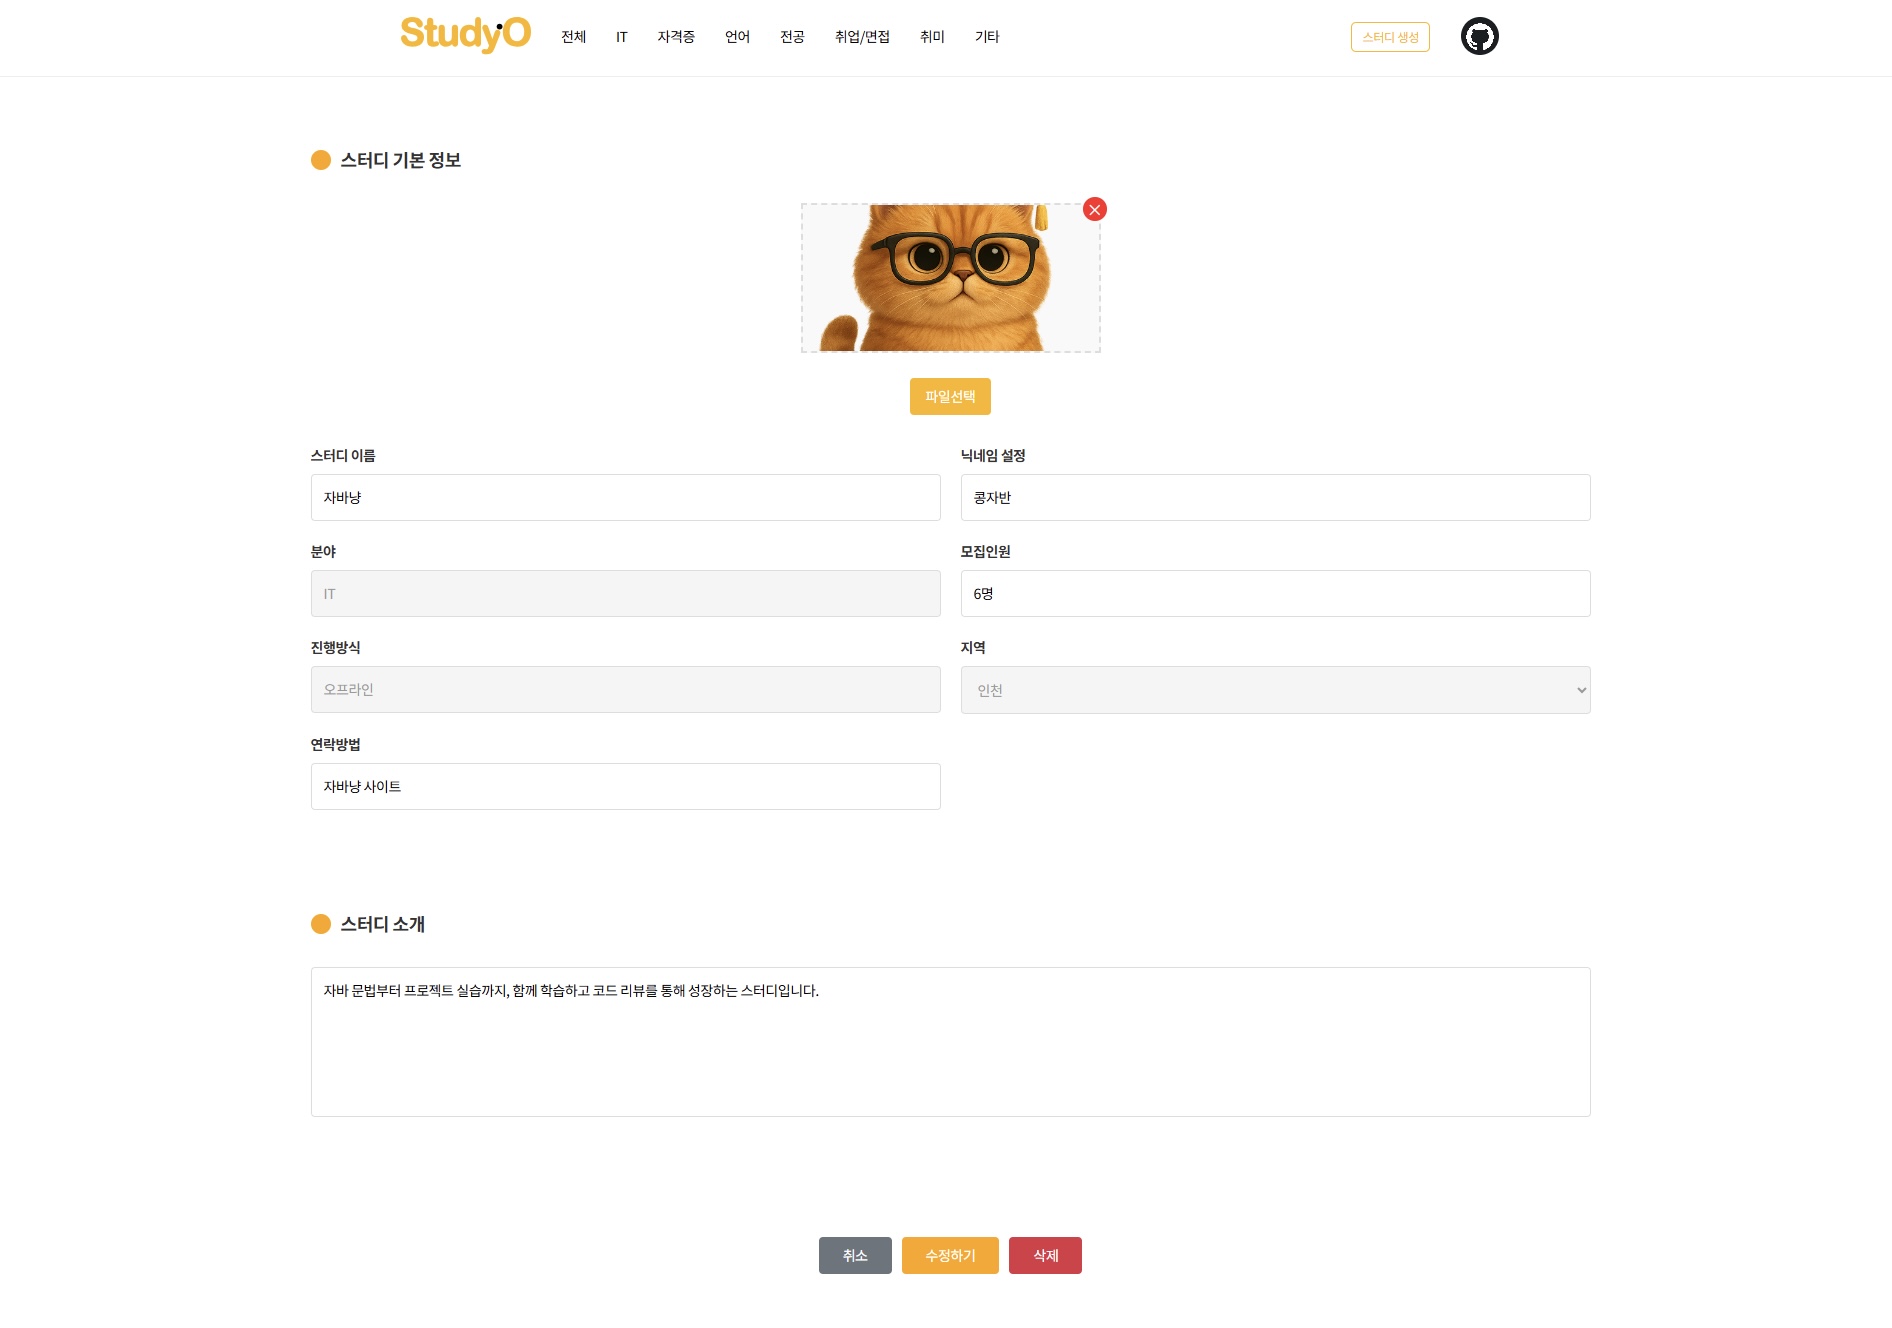 StudyO 전체 IT 자격증 언어 전공 취업/면접 취미 기타 스터디 생성
스터디 기본 정보
파일선택
스터디 이름 닉네임 설정
자바냥 콩자반
분야 모집인원
IT 6명
진행방식 지역
오프라인 인천
연락방법
자바냥 사이트
스터디 소개
자바 문법부터 프로젝트 실습까지, 함께 학습하고 코드 리뷰를 통해 성장하는 스터디입니다.
취소 수정하기 삭제